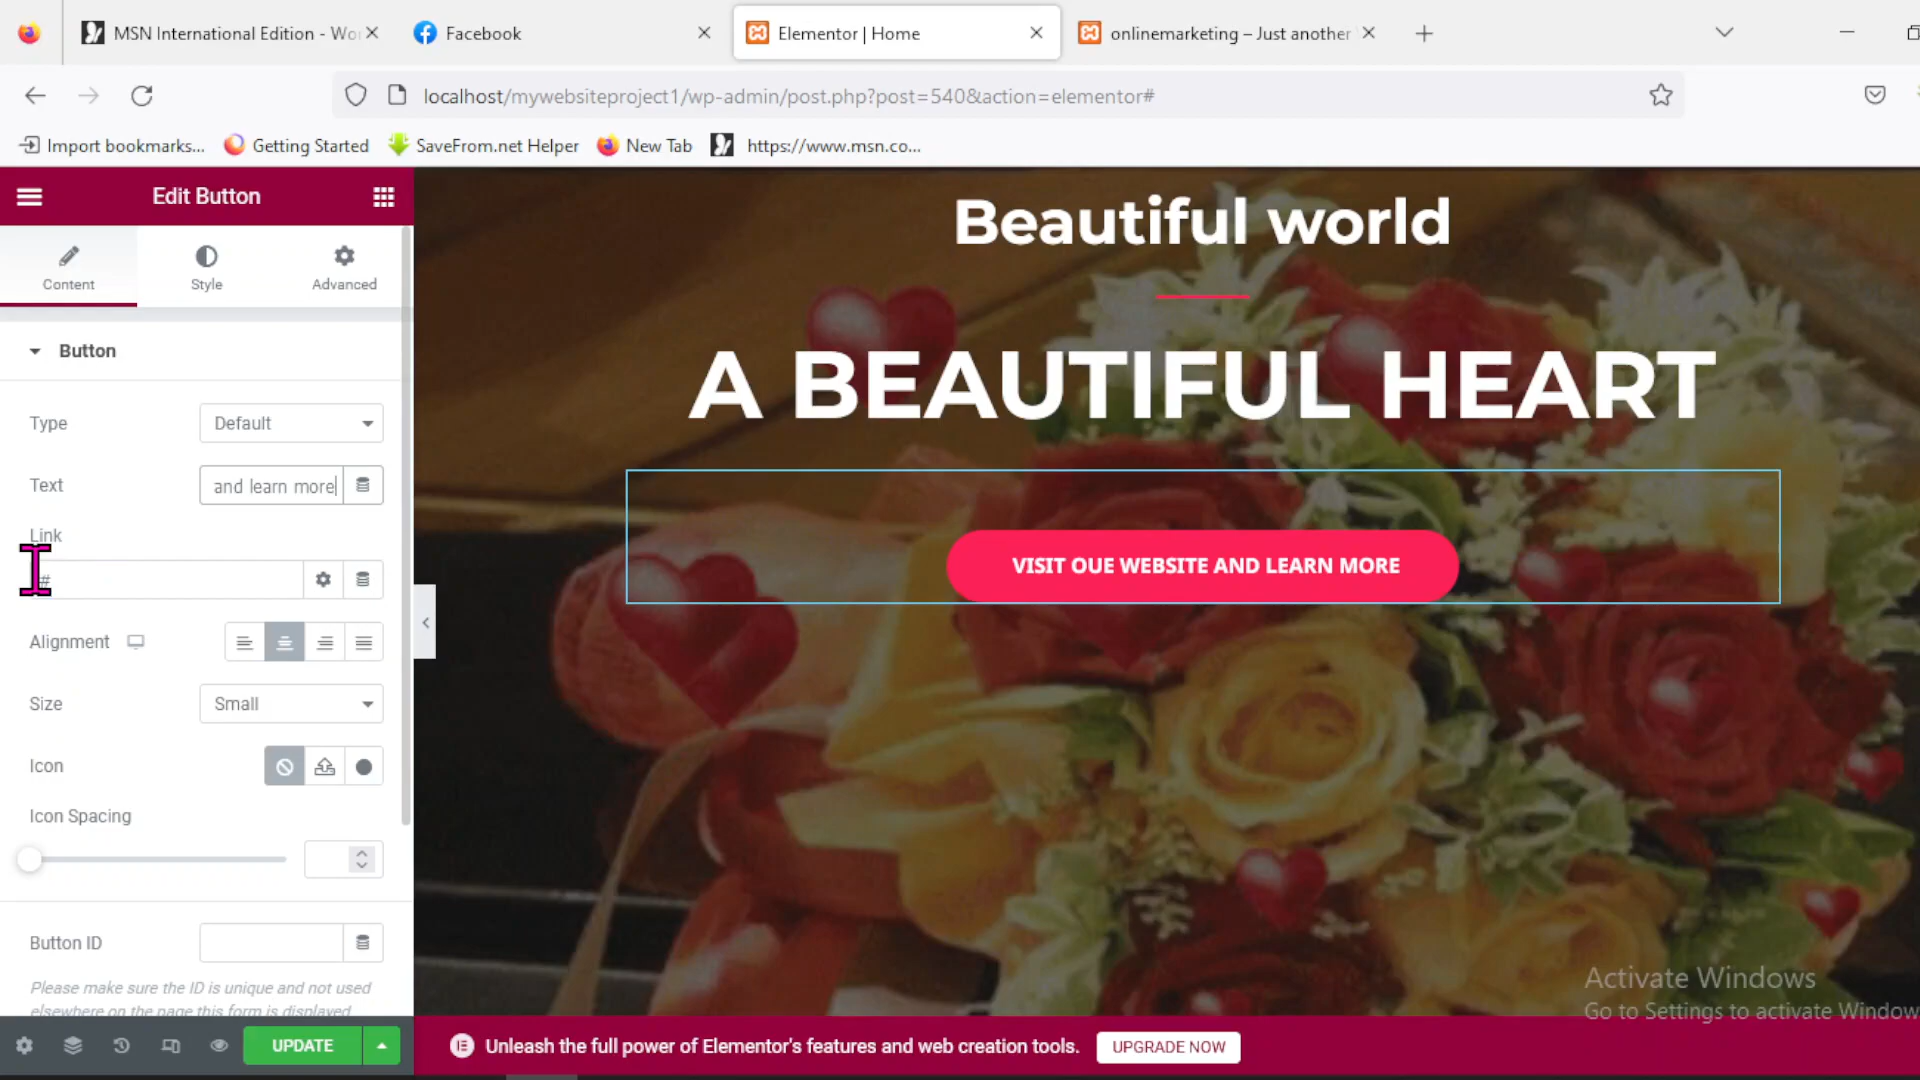 MSN International Edition - Wor
Facebook
Elementor | Home
onlinemarketing – Just another
localhost/mywebsiteproject1/wp-admin/post.php?post=540&action=elementor#
Import bookmarks...
Getting Started
SaveFrom.net Helper
New Tab
https://www.msn.co...
Edit Button
Content
Style
Advanced
Button
Type
Default
Text
and learn more
Link
#
Alignment
Size
Small
Icon
Icon Spacing
Button ID
Please make sure the ID is unique and not used
elsewhere on the page this form is displayed
UPDATE
Beautiful world
A BEAUTIFUL HEART
VISIT OUE WEBSITE AND LEARN MORE
Activate Windows
Go to Settings to activate Window
Unleash the full power of Elementor's features and web creation tools.
UPGRADE NOW